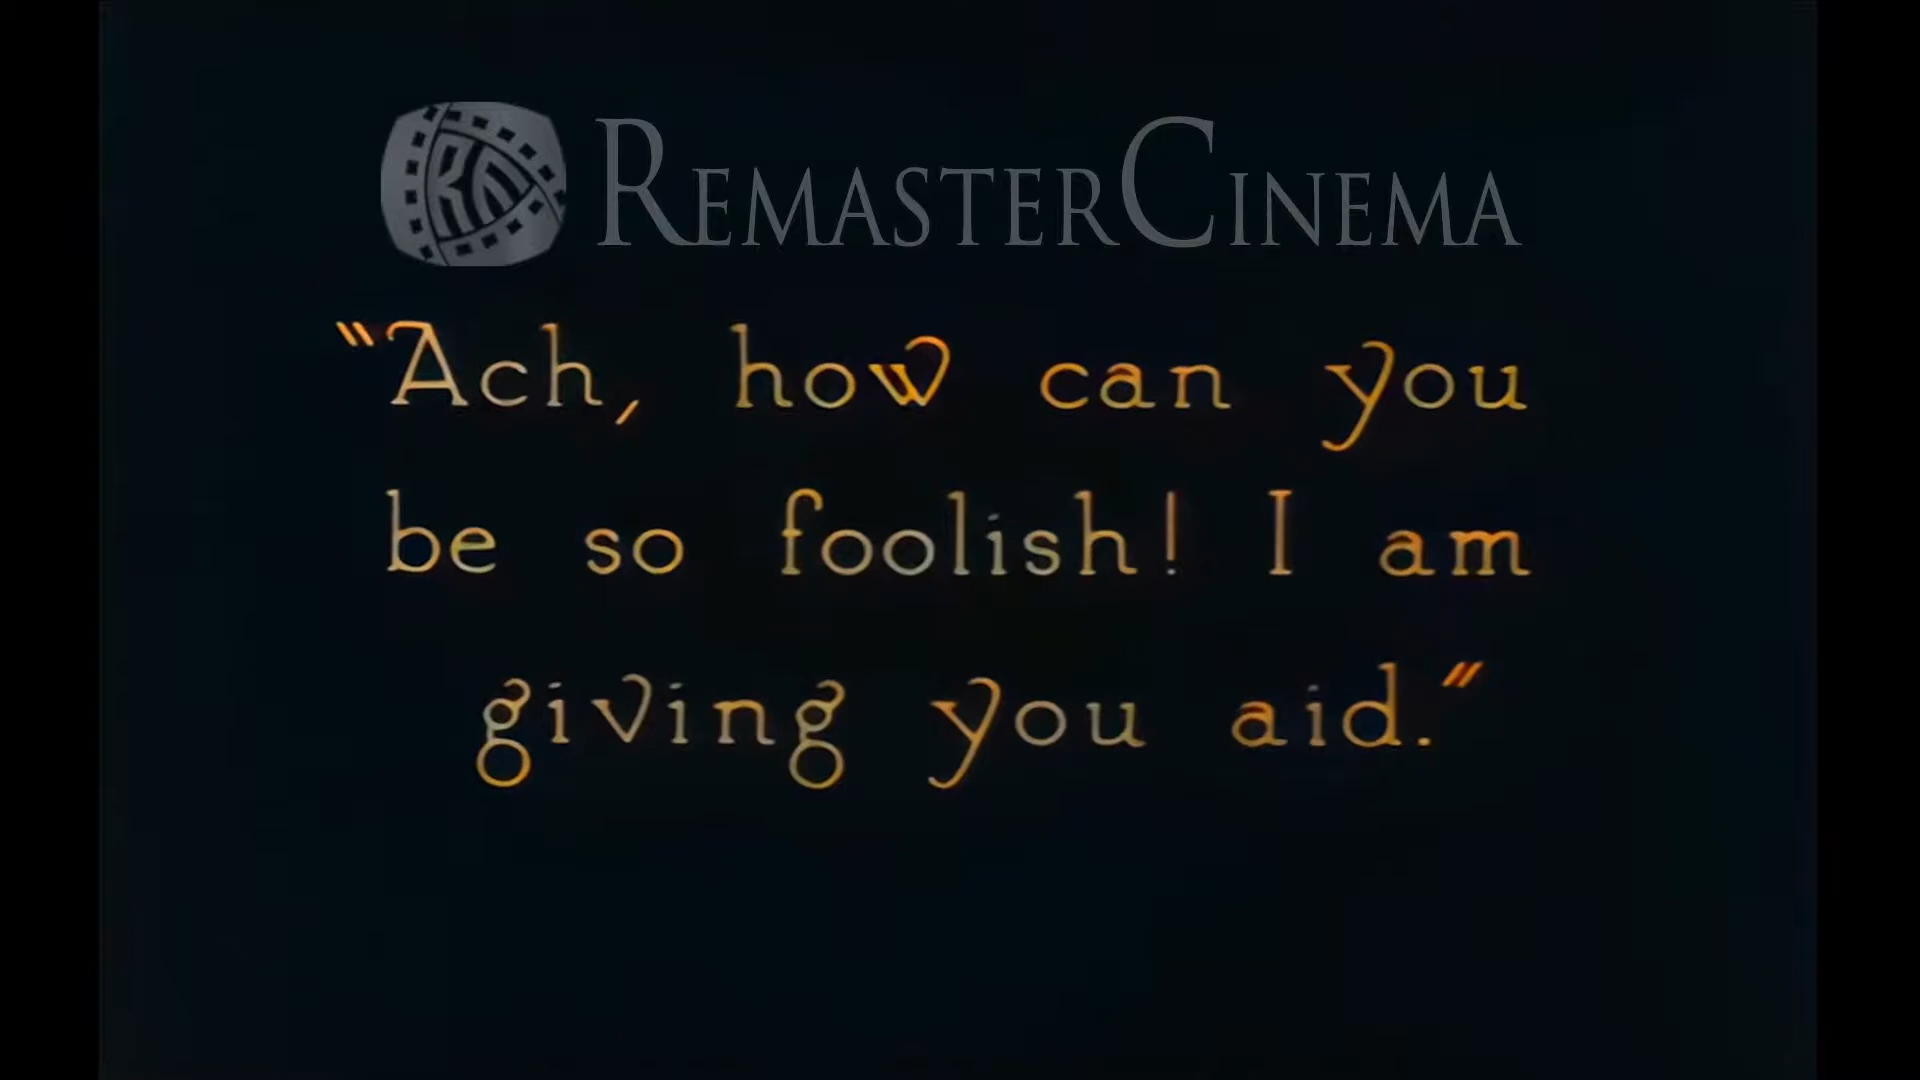 RemasterCinema
“Ach, how can you
be so foolish! I am
giving you aid.”